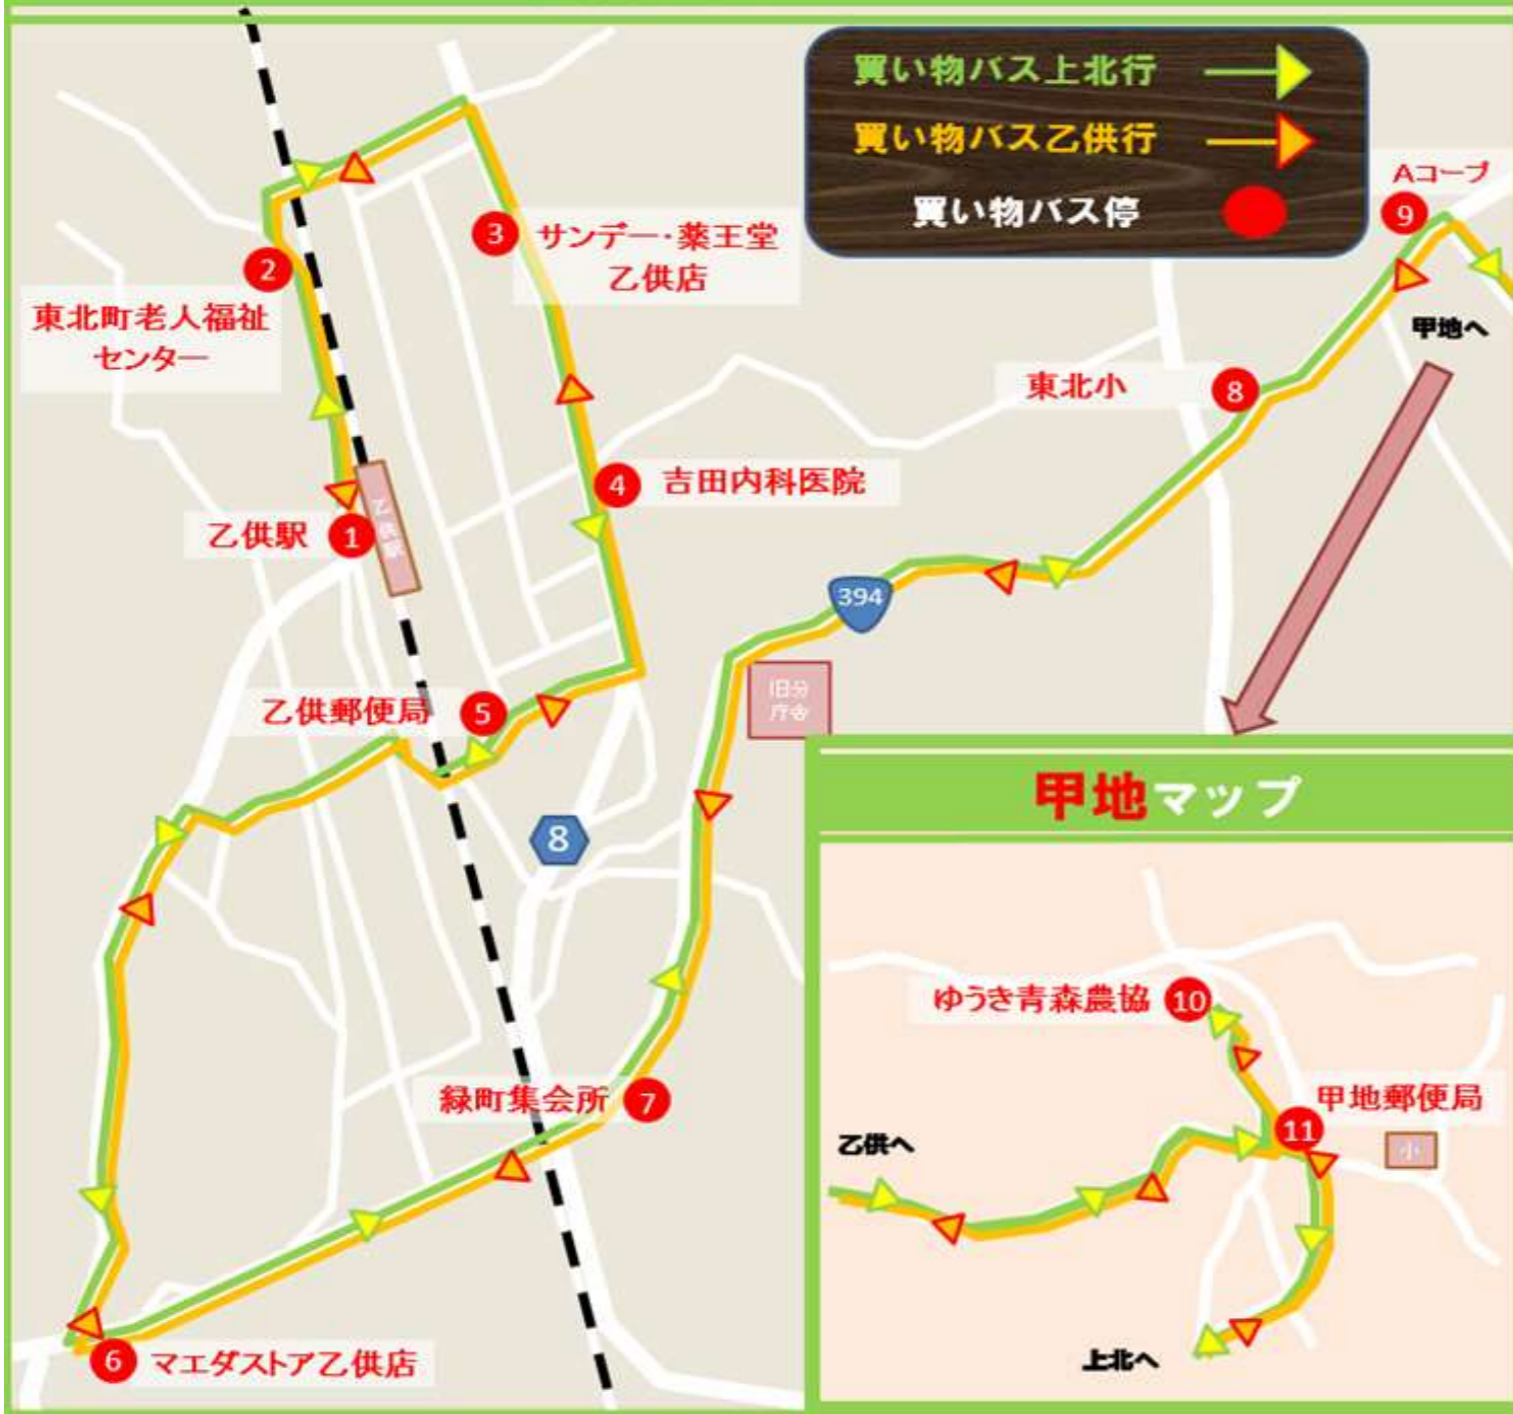 買い物バス上北行
買い物バス乙供行
買い物バス停
Aコープ
9
3
サンデー・薬王堂
乙供店
2
東北町老人福祉
センター
甲地へ
東北小
8
4
吉田内科医院
乙供駅
1
394
乙供郵便局
5
旧分
庁舎
甲地マップ
8
ゆうき青森農協
10
緑町集会所
7
甲地郵便局
11
乙供へ
小
上北へ
6
マエダストア乙供店